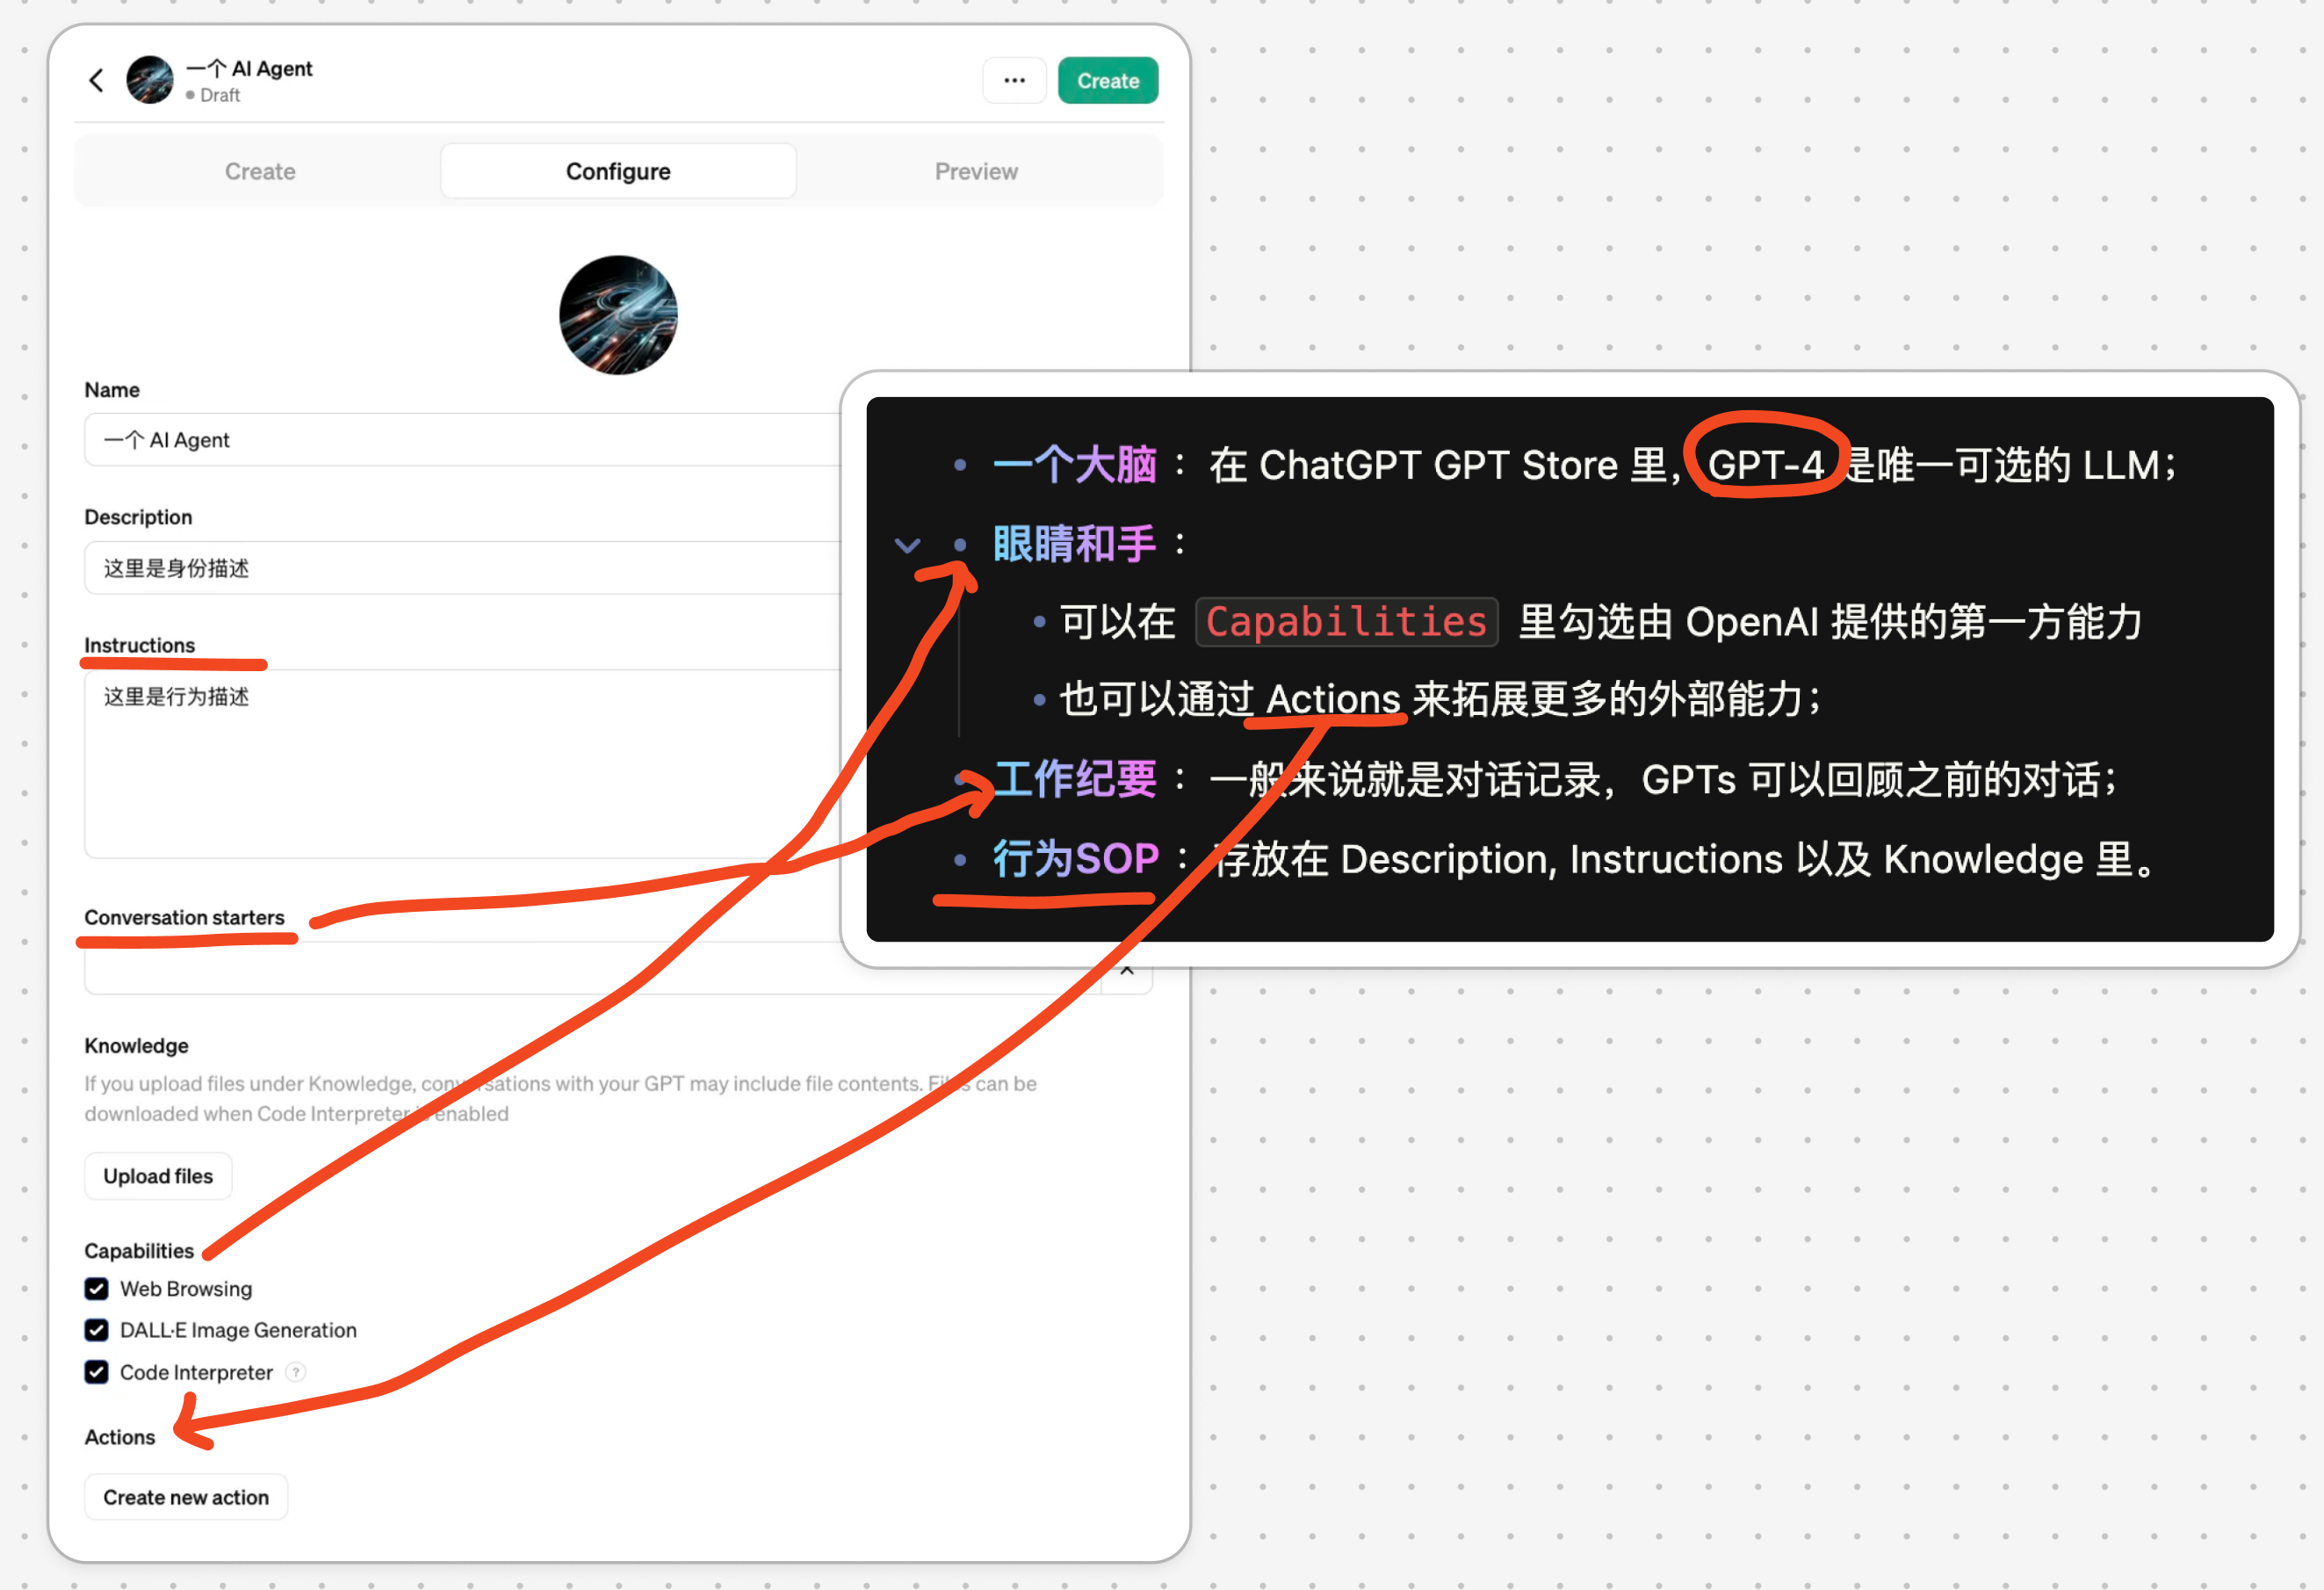 一个 AI Agent
Draft
...
Create
Create
Configure
Preview
Name
一个 AI Agent
Description
这里是身份描述
Instructions
这里是行为描述
Conversation starters
Knowledge
If you upload files under Knowledge, conversations with your GPT may include file contents. Files can be
downloaded when Code Interpreter is enabled
Upload files
Capabilities
Web Browsing
DALL·E Image Generation
Code Interpreter ?
Actions
Create new action
一个大脑：在 ChatGPT GPT Store 里，GPT-4 是唯一可选的 LLM；
眼睛和手：
可以在 Capabilities 里勾选由 OpenAI 提供的第一方能力
也可以通过 Actions 来拓展更多的外部能力；
工作纪要：一般来说就是对话记录，GPTs 可以回顾之前的对话；
行为SOP：存放在 Description, Instructions 以及 Knowledge 里。